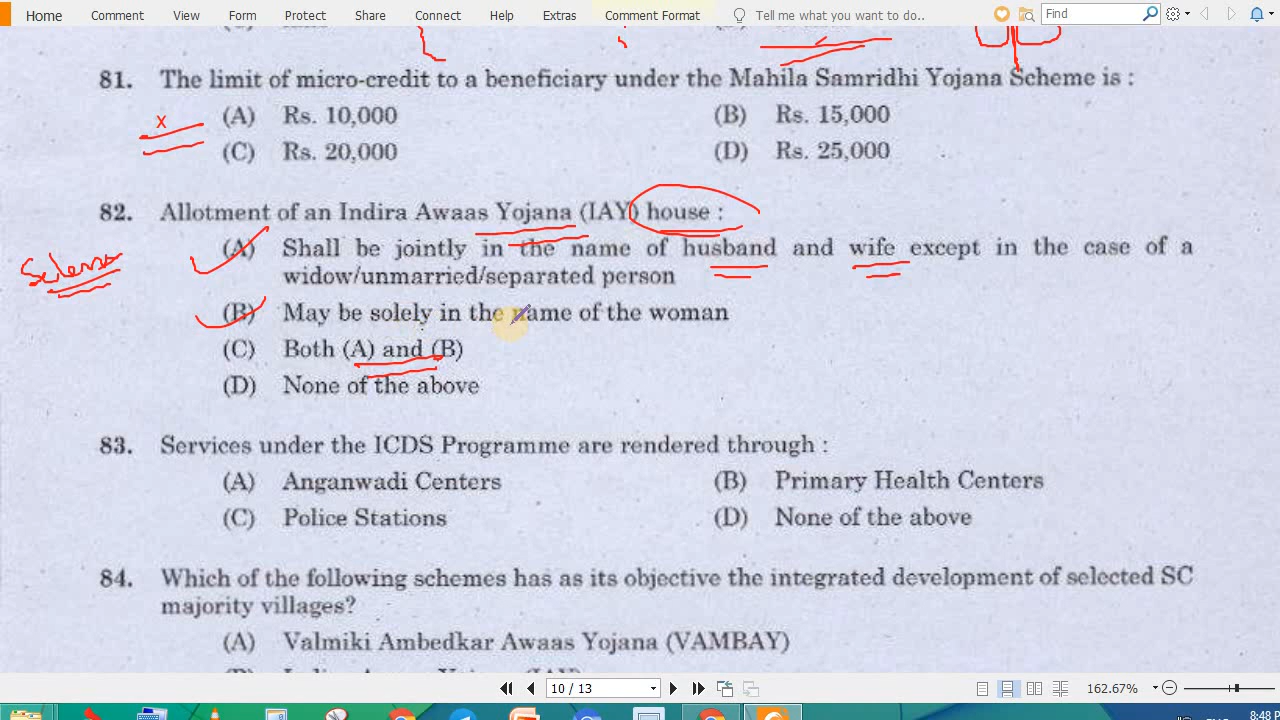 Home Comment View Form Protect Share Connect Help Extras Comment Format Tell me what you want to do.. Find
81. The limit of micro-credit to a beneficiary under the Mahila Samridhi Yojana Scheme is :
x (A) Rs. 10,000 (B) Rs. 15,000
(C) Rs. 20,000 (D) Rs. 25,000
82. Allotment of an Indira Awaas Yojana (IAY) house :
(A) Shall be jointly in the name of husband and wife except in the case of a
widow/unmarried/separated person
(B) May be solely in the name of the woman
(C) Both (A) and (B)
(D) None of the above
83. Services under the ICDS Programme are rendered through :
(A) Anganwadi Centers (B) Primary Health Centers
(C) Police Stations (D) None of the above
84. Which of the following schemes has as its objective the integrated development of selected SC
majority villages?
(A) Valmiki Ambedkar Awaas Yojana (VAMBAY)
10 / 13 162.67%
8:48 P